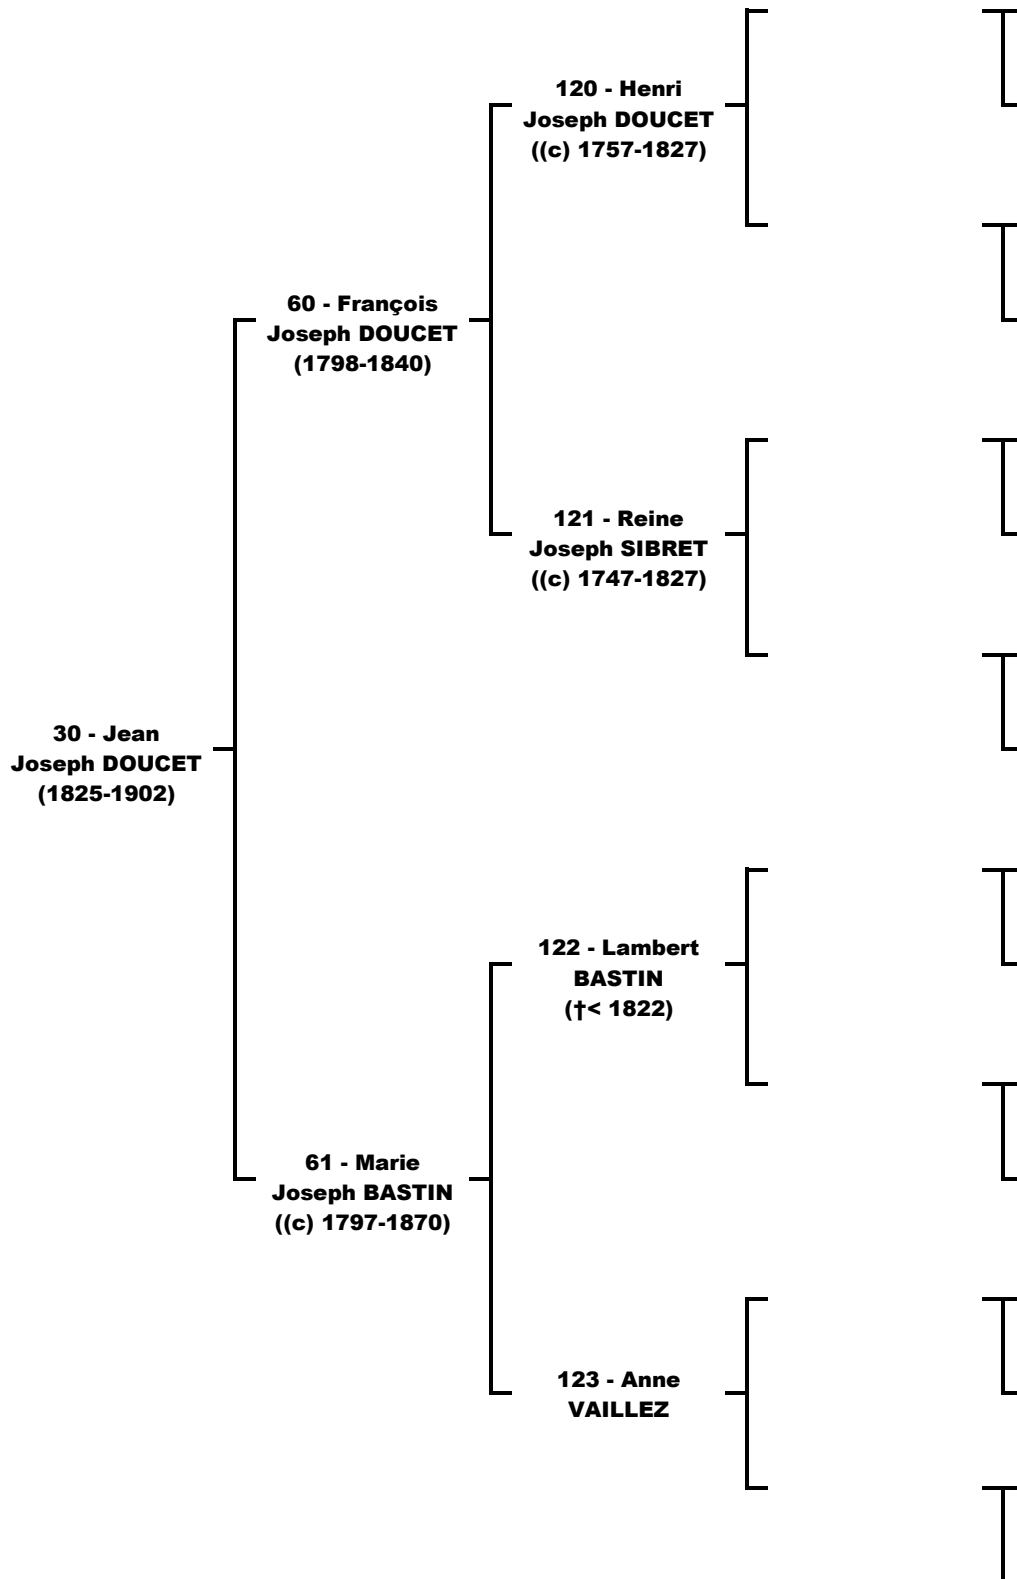 120 - Henri
Joseph DOUCET
((c) 1757-1827)
60 - François
Joseph DOUCET
(1798-1840)
121 - Reine
Joseph SIBRET
((c) 1747-1827)
30 - Jean
Joseph DOUCET
(1825-1902)
122 - Lambert
BASTIN
(†< 1822)
61 - Marie
Joseph BASTIN
((c) 1797-1870)
123 - Anne
VAILLEZ